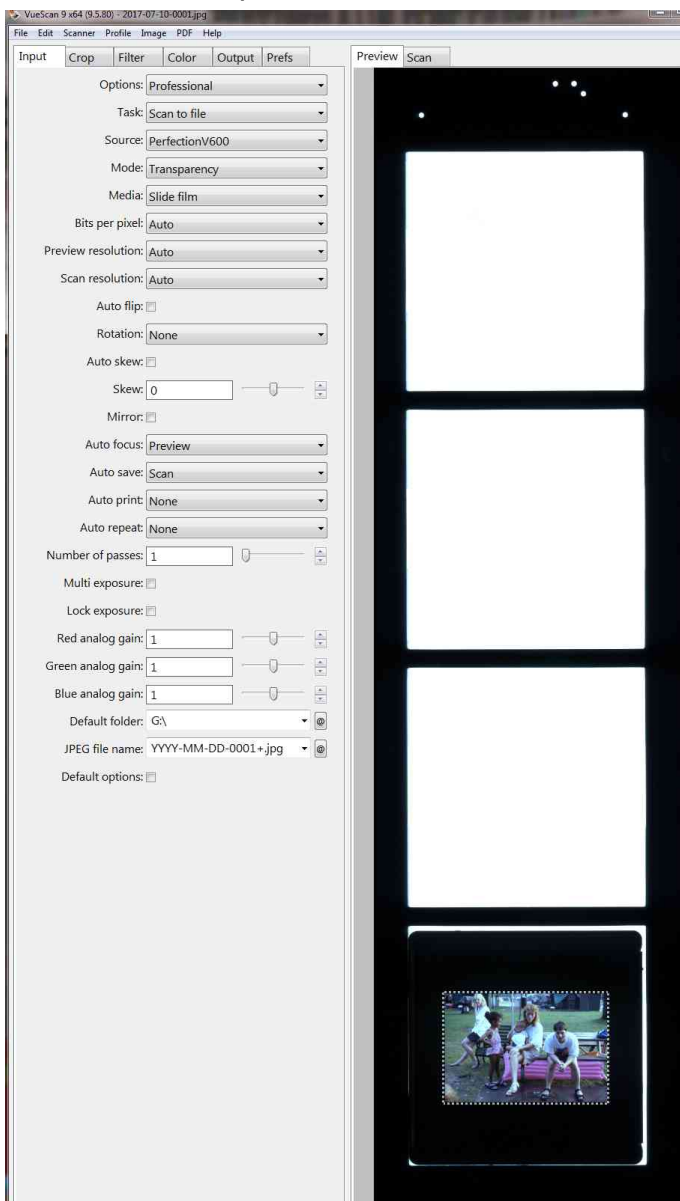 VueScan 9 x64 (9.5.80) - 2017-07-10-0001.jpg
File Edit Scanner Profile Image PDF Help
Input Crop Filter Color Output Prefs Preview Scan
Options: Professional
Task: Scan to file
Source: PerfectionV600
Mode: Transparency
Media: Slide film
Bits per pixel: Auto
Preview resolution: Auto
Scan resolution: Auto
Auto flip:
Rotation: None
Auto skew:
Skew: 0
Mirror:
Auto focus: Preview
Auto save: Scan
Auto print: None
Auto repeat: None
Number of passes: 1
Multi exposure:
Lock exposure:
Red analog gain: 1
Green analog gain: 1
Blue analog gain: 1
Default folder: G:\ @
JPEG file name: YYYY-MM-DD-0001+.jpg @
Default options: